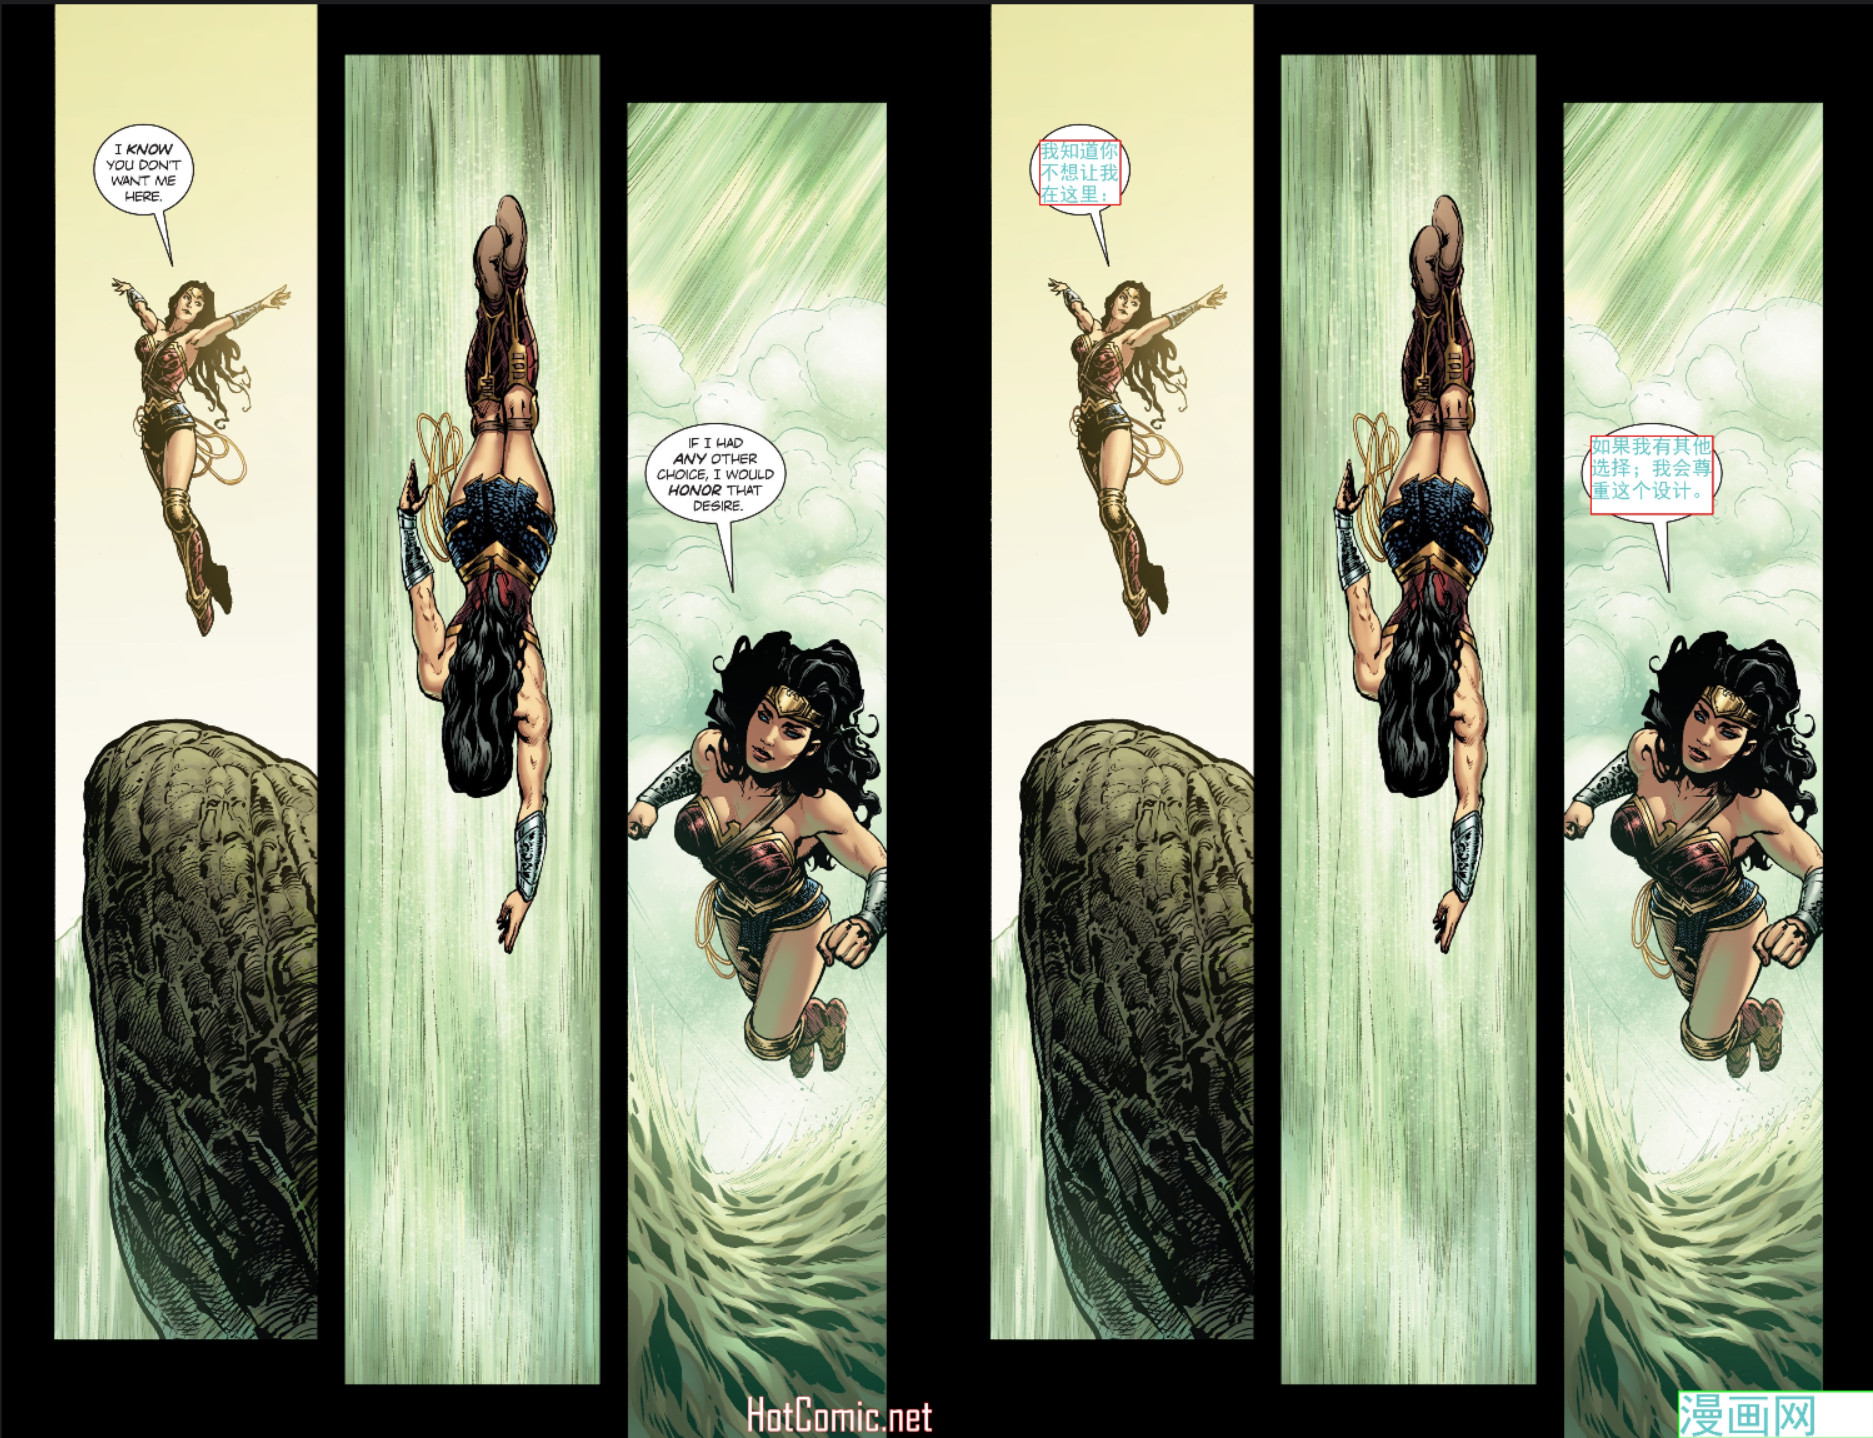 I KNOW
YOU DON'T
WANT ME
HERE.
IF I HAD
ANY OTHER
CHOICE, I WOULD
HONOR THAT
DESIRE.
HotComic.net
我知道你
不想让我
在这里：
如果我有其他
选择；我会尊
重这个设计。
漫画网